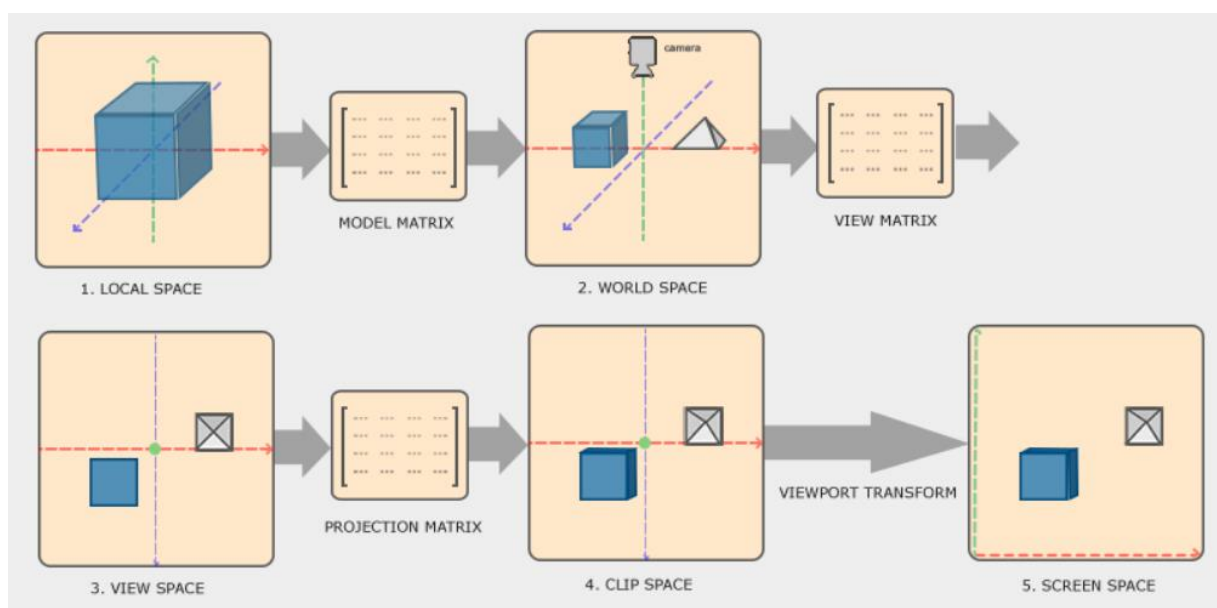 camera
MODEL MATRIX
VIEW MATRIX
1. LOCAL SPACE
2. WORLD SPACE
PROJECTION MATRIX
VIEWPORT TRANSFORM
3. VIEW SPACE
4. CLIP SPACE
5. SCREEN SPACE